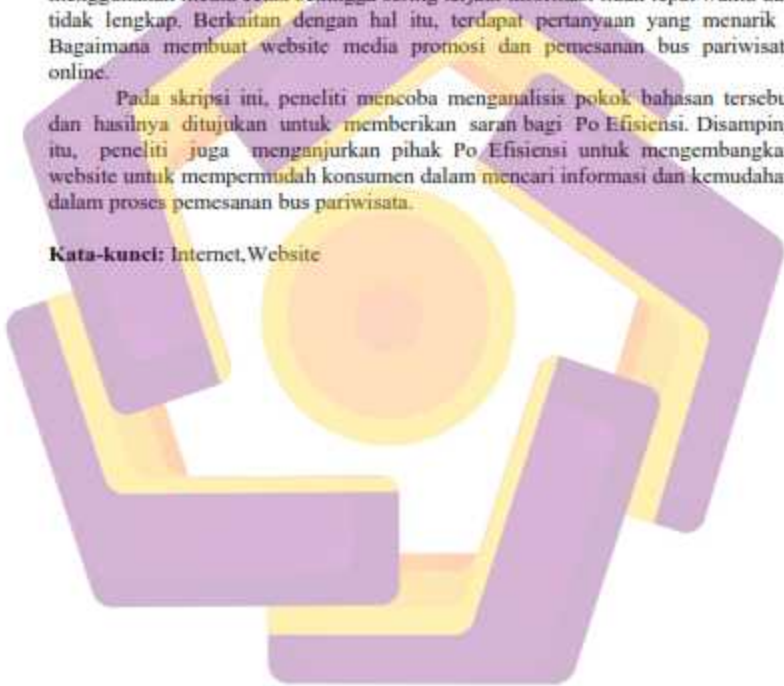 tidak lengkap. Berkaitan dengan hal itu, terdapat pertanyaan yang menarik
Bagaimana membuat website media promosi dan pemesanan bus pariwisat
online.
Pada skripsi ini, peneliti mencoba menganalisis pokok bahasan tersebu
dan hasilnya ditujukan untuk memberikan saran bagi Po Efisiensi. Disampin
itu, peneliti juga menganjurkan pihak Po Efisiensi untuk mengembangka
website untuk mempermudah konsumen dalam mencari informasi dan kemudaha
dalam proses pemesanan bus pariwisata.
Kata-kunci: Internet,Website